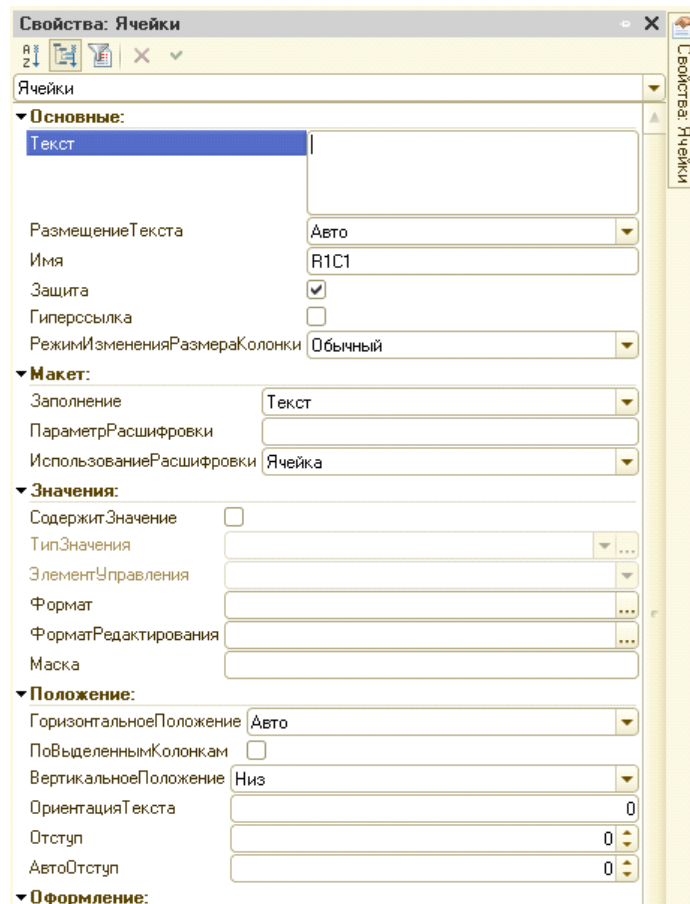 Свойства: Ячейки
Ячейки
Основные:
Текст
РазмещениеТекста Авто
Имя R1C1
Защита
Гиперссылка
РежимИзмененияРазмераКолонки Обычный
Макет:
Заполнение Текст
ПараметрРасшифровки
ИспользованиеРасшифровки Ячейка
Значения:
СодержитЗначение
ТипЗначения ...
ЭлементУправления
Формат ...
ФорматРедактирования ...
Маска
Положение:
ГоризонтальноеПоложение Авто
ПоВыделеннымКолонкам
ВертикальноеПоложение Низ
ОриентацияТекста 0
Отступ 0
АвтоОтступ 0
Оформление:
Свойства: Ячейки